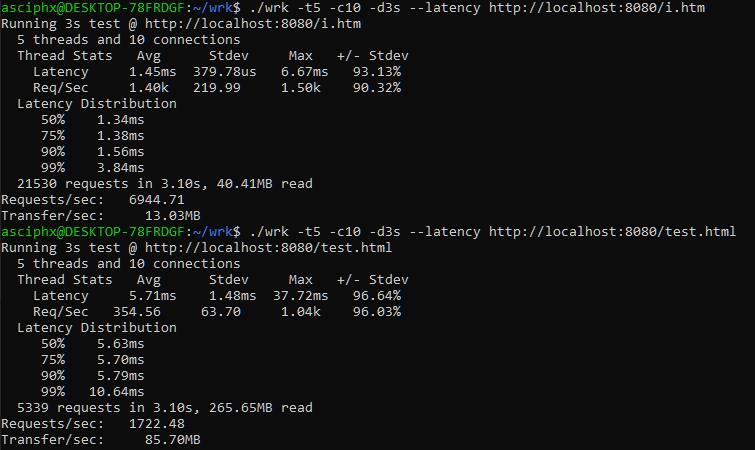 asciphx@DESKTOP-78FRDGF:~/wrk$ ./wrk -t5 -c10 -d3s --latency http://localhost:8080/i.htm
Running 3s test @ http://localhost:8080/i.htm
  5 threads and 10 connections
  Thread Stats   Avg      Stdev     Max   +/- Stdev
    Latency     1.45ms  379.78us   6.67ms   93.13%
    Req/Sec     1.40k   219.99     1.50k    90.32%
  Latency Distribution
     50%    1.34ms
     75%    1.38ms
     90%    1.56ms
     99%    3.84ms
  21530 requests in 3.10s, 40.41MB read
Requests/sec:   6944.71
Transfer/sec:     13.03MB
asciphx@DESKTOP-78FRDGF:~/wrk$ ./wrk -t5 -c10 -d3s --latency http://localhost:8080/test.html
Running 3s test @ http://localhost:8080/test.html
  5 threads and 10 connections
  Thread Stats   Avg      Stdev     Max   +/- Stdev
    Latency     5.71ms    1.48ms  37.72ms   96.64%
    Req/Sec   354.56     63.70     1.04k    96.03%
  Latency Distribution
     50%    5.63ms
     75%    5.70ms
     90%    5.79ms
     99%   10.64ms
  5339 requests in 3.10s, 265.65MB read
Requests/sec:   1722.48
Transfer/sec:     85.70MB